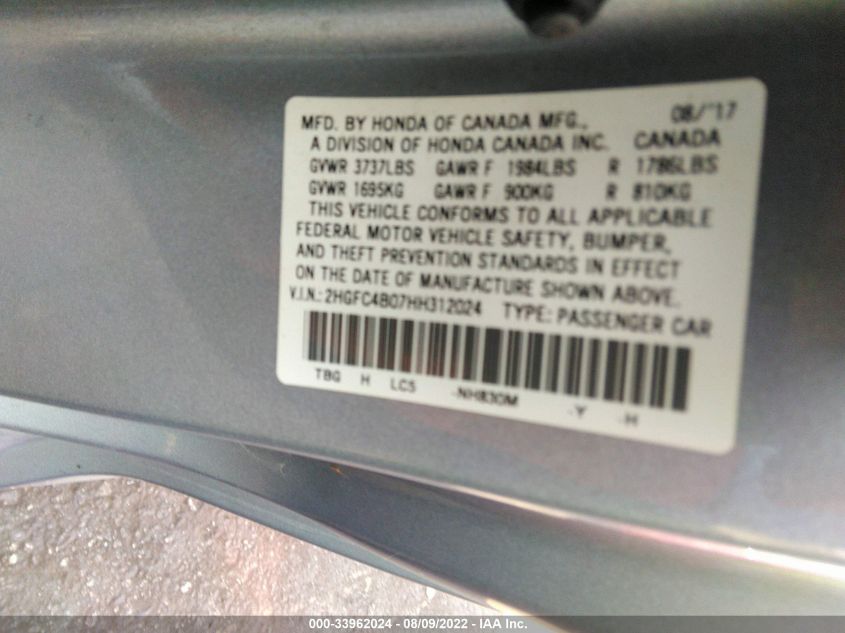 08/'17
MFD. BY HONDA OF CANADA MFG.,
A DIVISION OF HONDA CANADA INC. CANADA
GVWR 3737LBS GAWR F 1984LBS R 1786LBS
GVWR 1695KG GAWR F 900KG R 810KG
THIS VEHICLE CONFORMS TO ALL APPLICABLE
FEDERAL MOTOR VEHICLE SAFETY, BUMPER,
AND THEFT PREVENTION STANDARDS IN EFFECT
ON THE DATE OF MANUFACTURE SHOWN ABOVE.
V.I.N.: 2HGFC4B07HH312024 TYPE: PASSENGER CAR
TBG H LC5 -NH830M -Y -H
000-33962024 - 08/09/2022 - IAA Inc.